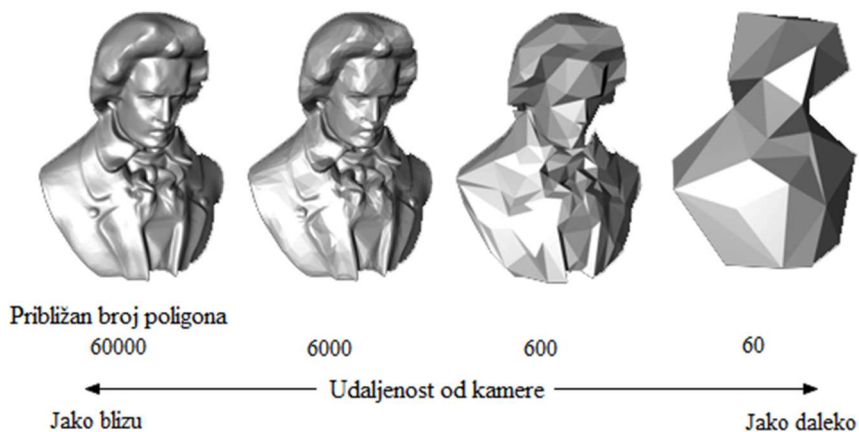 Približan broj poligona
60000 6000 600 60
Udaljenost od kamere
Jako blizu Jako daleko